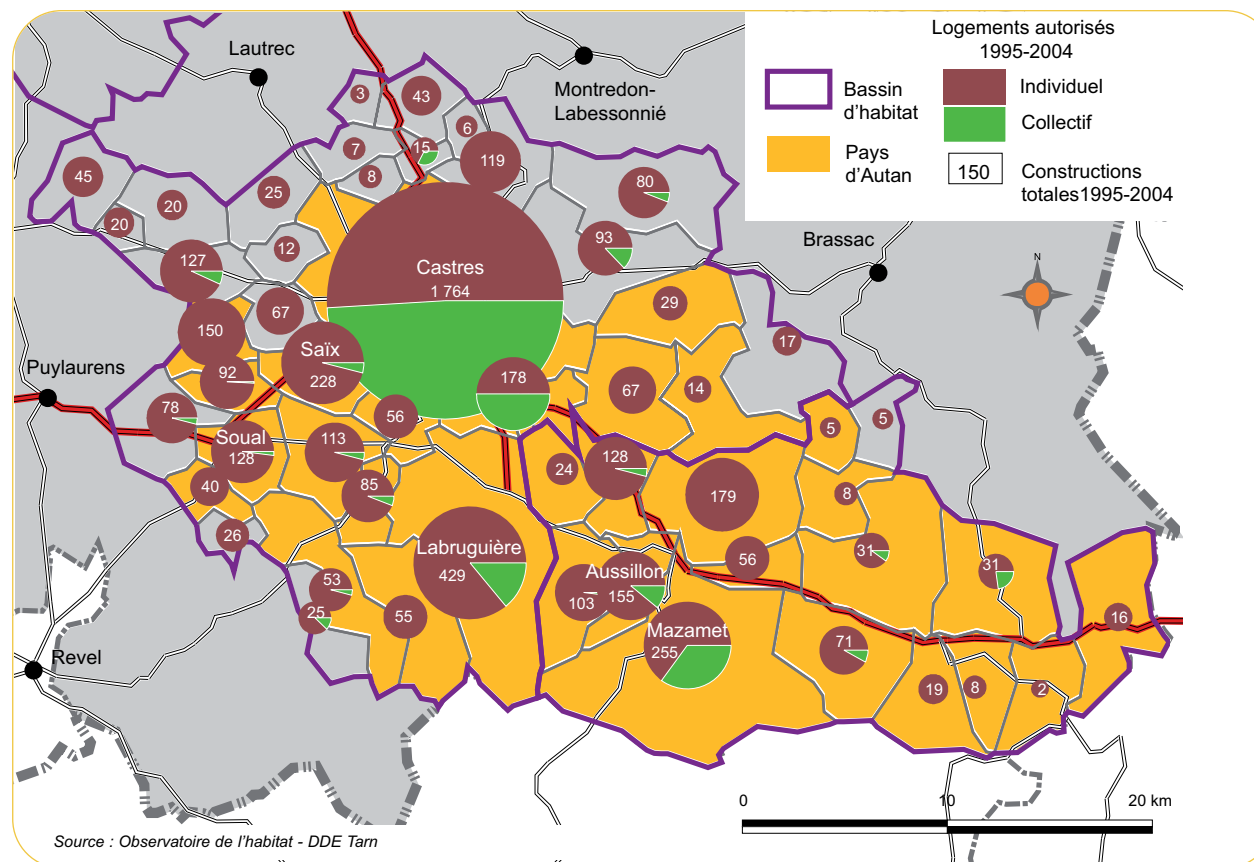 Logements autorisés
1995-2004
Bassin
d'habitat
Individuel
Collectif
Pays
d'Autan
150
Constructions
totales1995-2004
Lautrec
Montredon-
Labessonnié
Brassac
Puylaurens
Revel
N
3
43
6
7
15
8
119
45
20
25
20
12
80
93
127
Castres
1 764
29
67
150
17
Saïx
228
92
178
67
14
56
78
5
5
Soual
128
113
128
24
40
85
179
8
26
Labruguière
429
31
56
31
53
25
55
Aussillon
103
155
16
Mazamet
255
71
19
8
2
0
10
20 km
Source : Observatoire de l'habitat - DDE Tarn